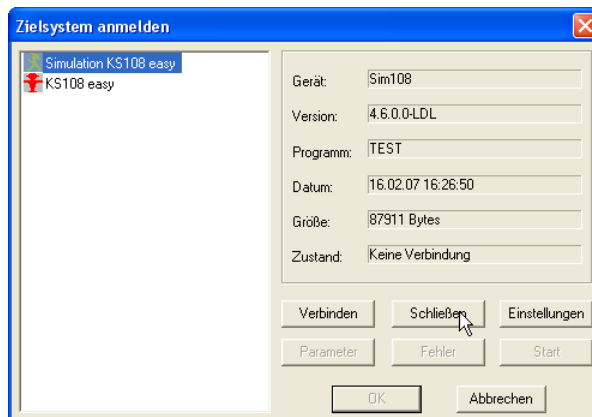 Zielsystem anmelden
Simulation KS108 easy
KS108 easy
Gerät: Sim108
Version: 4.6.0.0-LDL
Programm: TEST
Datum: 16.02.07 16:26:50
Größe: 87911 Bytes
Zustand: Keine Verbindung
Verbinden Schließen Einstellungen
Parameter Fehler Start
OK Abbrechen